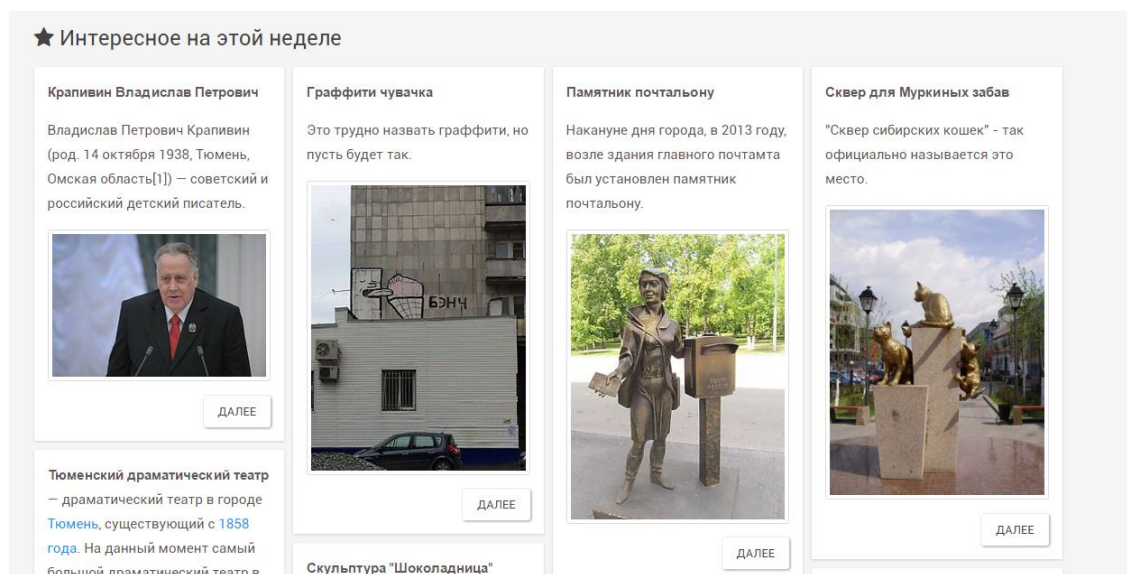 Интересное на этой неделе
Крапивин Владислав Петрович
Владислав Петрович Крапивин
(род. 14 октября 1938, Тюмень,
Омская область[1]) — советский и
российский детский писатель.
ДАЛЕЕ
Тюменский драматический театр
— драматический театр в городе
Тюмень, существующий с 1858
года. На данный момент самый
большой драматический театр в
Граффити чувачка
Это трудно назвать граффити, но
пусть будет так.
БЭНЧ
ДАЛЕЕ
Скульптура "Шоколадница"
Памятник почтальону
Накануне дня города, в 2013 году,
возле здания главного почтамта
был установлен памятник
почтальону.
ДАЛЕЕ
Сквер для Муркиных забав
"Сквер сибирских кошек" - так
официально называется это
место.
ДАЛЕЕ